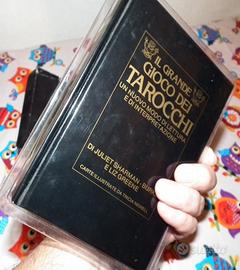 IL GRANDE
GIOCO DEI
TAROCCHI
UN NUOVO MODO DI LETTURA
E DI INTERPRETAZIONE
DI JULIET SHARMAN-BURKE
E LIZ GREENE
CARTE ILLUSTRATE DA TRICIA NEWELL